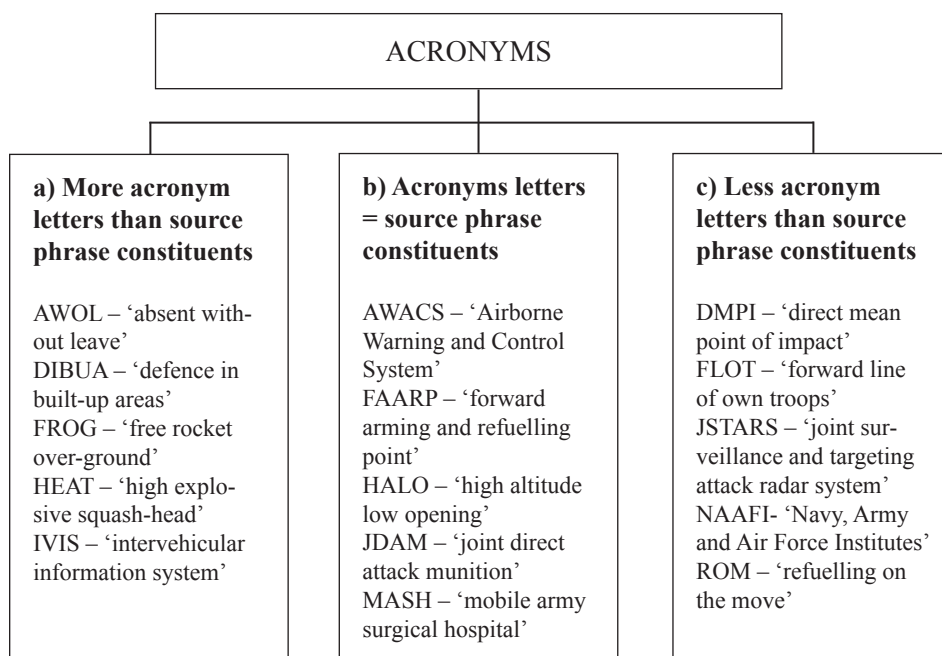 ACRONYMS
a) More acronym
letters than source
phrase constituents
AWOL – ‘absent with-
out leave’
DIBUA – ‘defence in
built-up areas’
FROG – ‘free rocket
over-ground’
HEAT – ‘high explo-
sive squash-head’
IVIS – ‘intervehicular
information system’
b) Acronyms letters
= source phrase
constituents
AWACS – ‘Airborne
Warning and Control
System’
FAARP – ‘forward
arming and refuelling
point’
HALO – ‘high altitude
low opening’
JDAM – ‘joint direct
attack munition’
MASH – ‘mobile army
surgical hospital’
c) Less acronym
letters than source
phrase constituents
DMPI – ‘direct mean
point of impact’
FLOT – ‘forward line
of own troops’
JSTARS – ‘joint sur-
veillance and targeting
attack radar system’
NAAFI- ‘Navy, Army
and Air Force Institutes’
ROM – ‘refuelling on
the move’